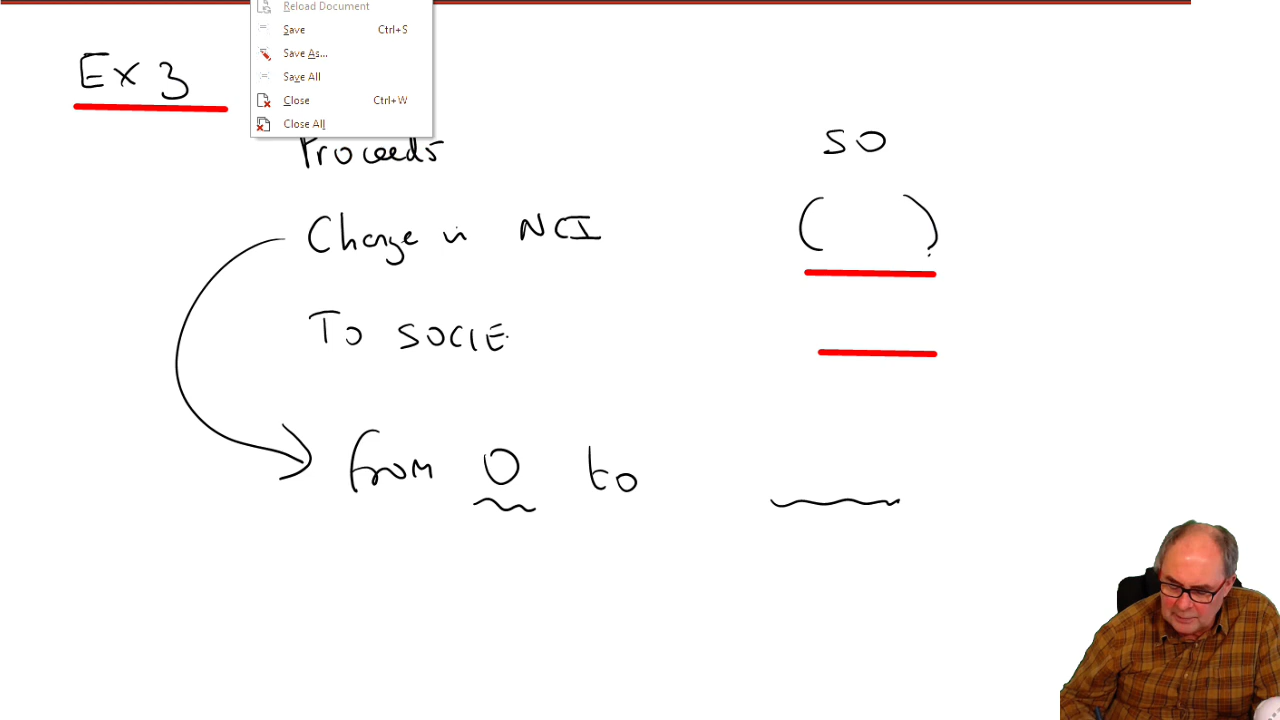 Reload Document
Save Ctrl+S
Save As...
Save All
Close Ctrl+W
Close All
Ex 3
Proceeds 50
Change in NCI ( )
To SOCIE
from 0 to